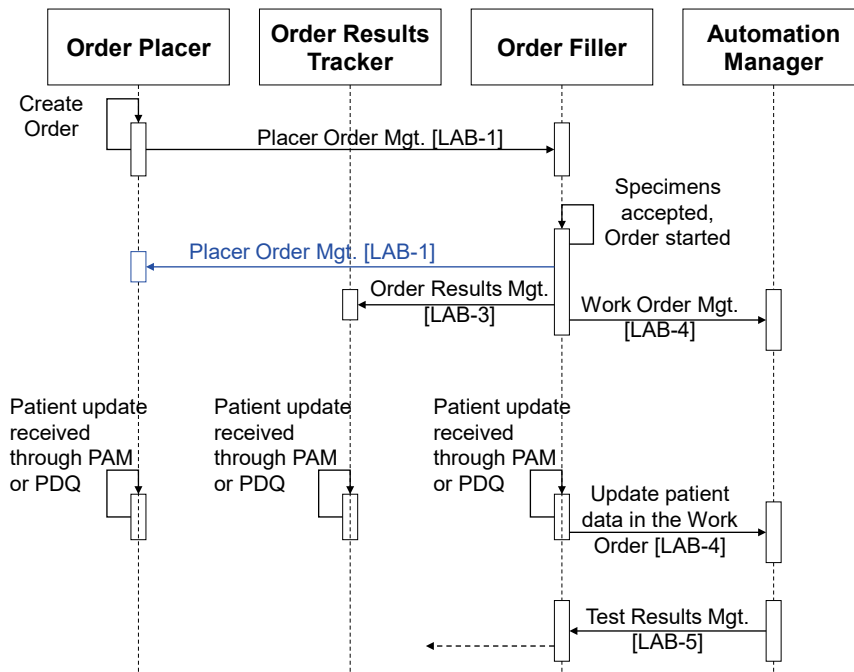 Order Placer
Order Results
Tracker
Order Filler
Automation
Manager
Create
Order
Placer Order Mgt. [LAB-1]
Specimens
accepted,
Order started
Placer Order Mgt. [LAB-1]
Order Results Mgt.
[LAB-3]
Work Order Mgt.
[LAB-4]
Patient update
received
through PAM
or PDQ
Patient update
received
through PAM
or PDQ
Patient update
received
through PAM
or PDQ
Update patient
data in the Work
Order [LAB-4]
Test Results Mgt.
[LAB-5]